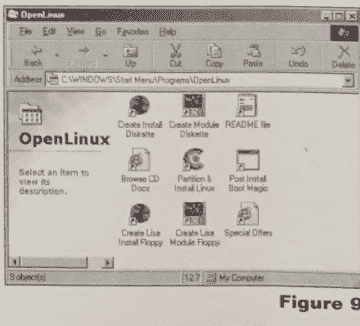 OpenLinux
File Edit View Go Favorites Help
Back Up Cut Copy Paste Undo Delete
Address C:\WINDOWS\Start Menu\Programs\OpenLinux
OpenLinux
Select an item to
view its
description.
Create Install
Diskette
Create Module
Diskette
README file
Browse CD
Docs
Partition &
Install Linux
Post Install
Boot Magic
Create Lisa
Install Floppy
Create Lisa
Module Floppy
Special Offers
9 object(s) My Computer
Figure 9